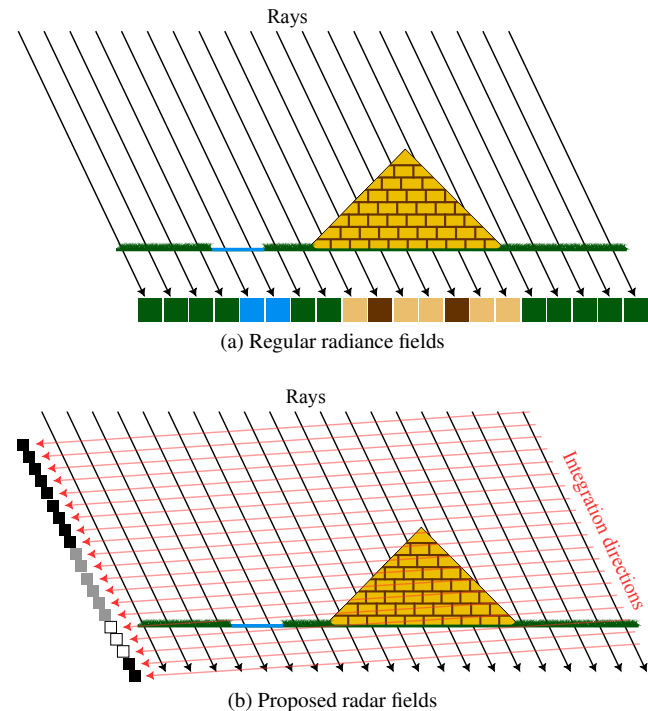 Rays
(a) Regular radiance fields
Rays
Integration directions
(b) Proposed radar fields